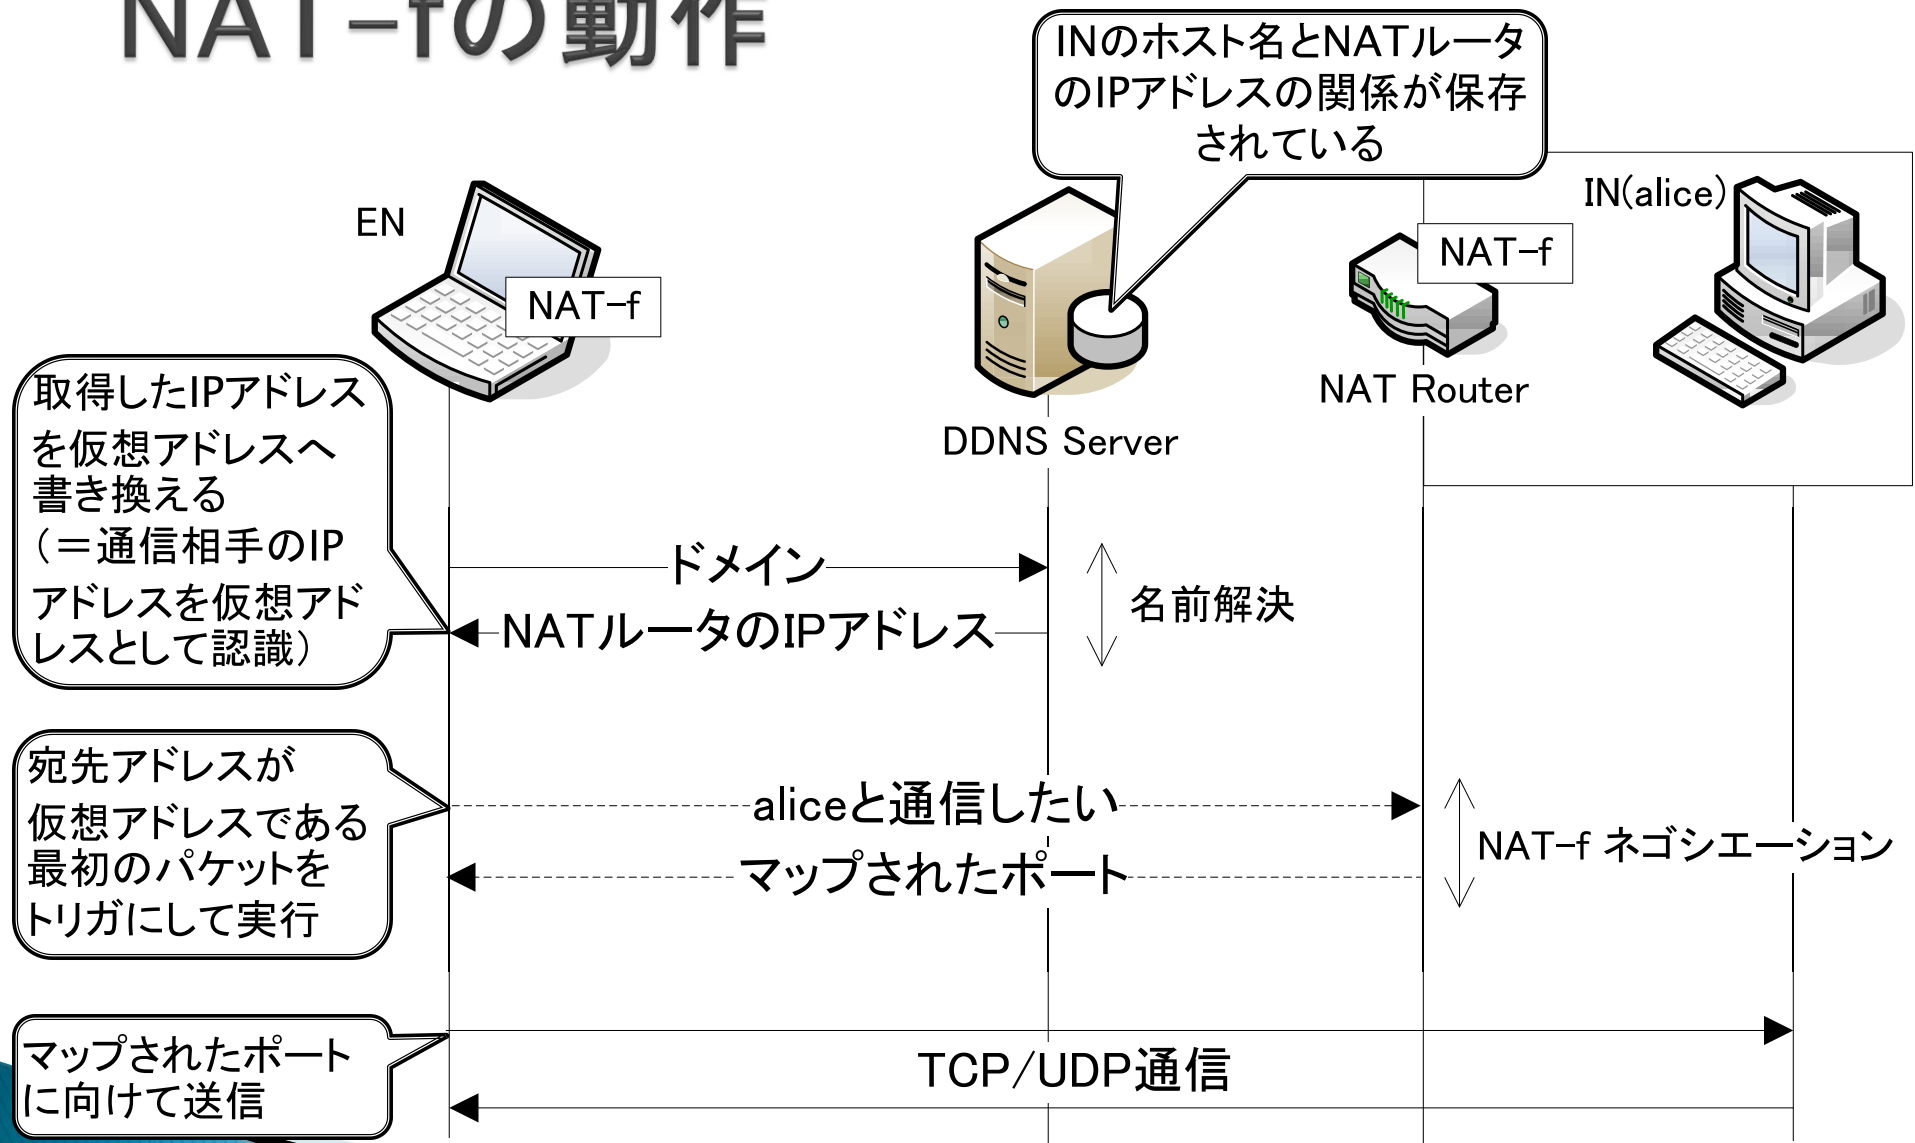 NAT-fの動作
INのホスト名とNATルータ
のIPアドレスの関係が保存
されている
EN
NAT-f
DDNS Server
NAT-f
NAT Router
IN(alice)
取得したIPアドレス
を仮想アドレスへ
書き換える
(＝通信相手のIP
アドレスを仮想アド
レスとして認識)
ドメイン
NATルータのIPアドレス
名前解決
宛先アドレスが
仮想アドレスである
最初のパケットを
トリガにして実行
aliceと通信したい
マップされたポート
NAT-f ネゴシエーション
マップされたポート
に向けて送信
TCP/UDP通信